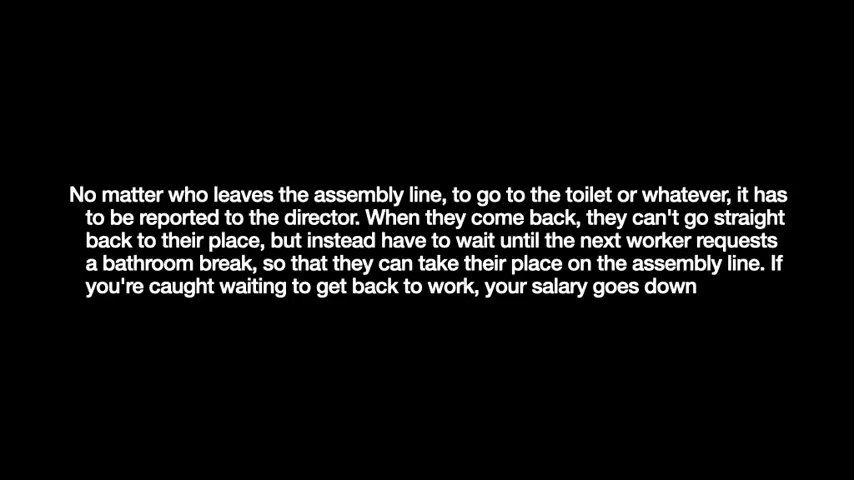 No matter who leaves the assembly line, to go to the toilet or whatever, it has
to be reported to the director. When they come back, they can't go straight
back to their place, but instead have to wait until the next worker requests
a bathroom break, so that they can take their place on the assembly line. If
you're caught waiting to get back to work, your salary goes down